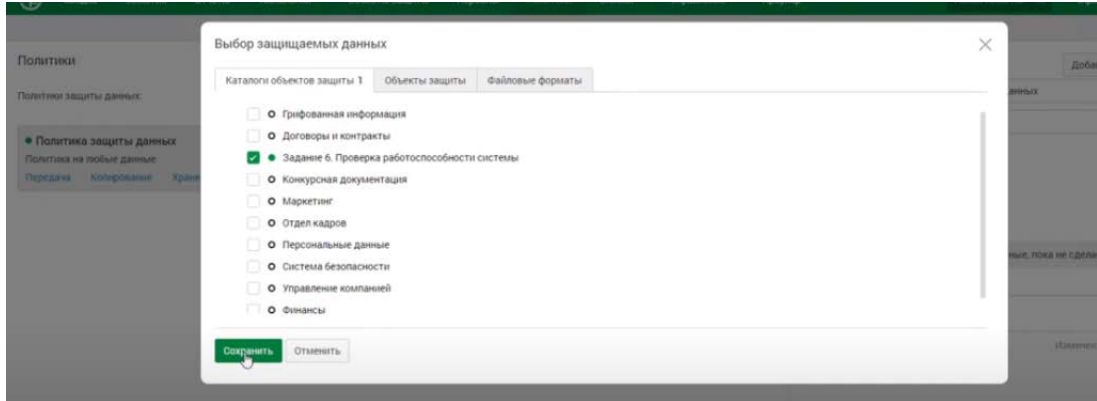 Выбор защищаемых данных
Политики
Каталоги объектов защиты 1 Объекты защиты Файловые форматы
Политики защиты данных:
Грифованная информация
Договоры и контракты
Политика защиты данных
Политика на любые данные
Передача Копирование
Задание 6. Проверка работоспособности системы
Конкурсная документация
Маркетинг
Отдел кадров
Персональные данные
Система безопасности
Управление компанией
Финансы
Сохранить Отменить